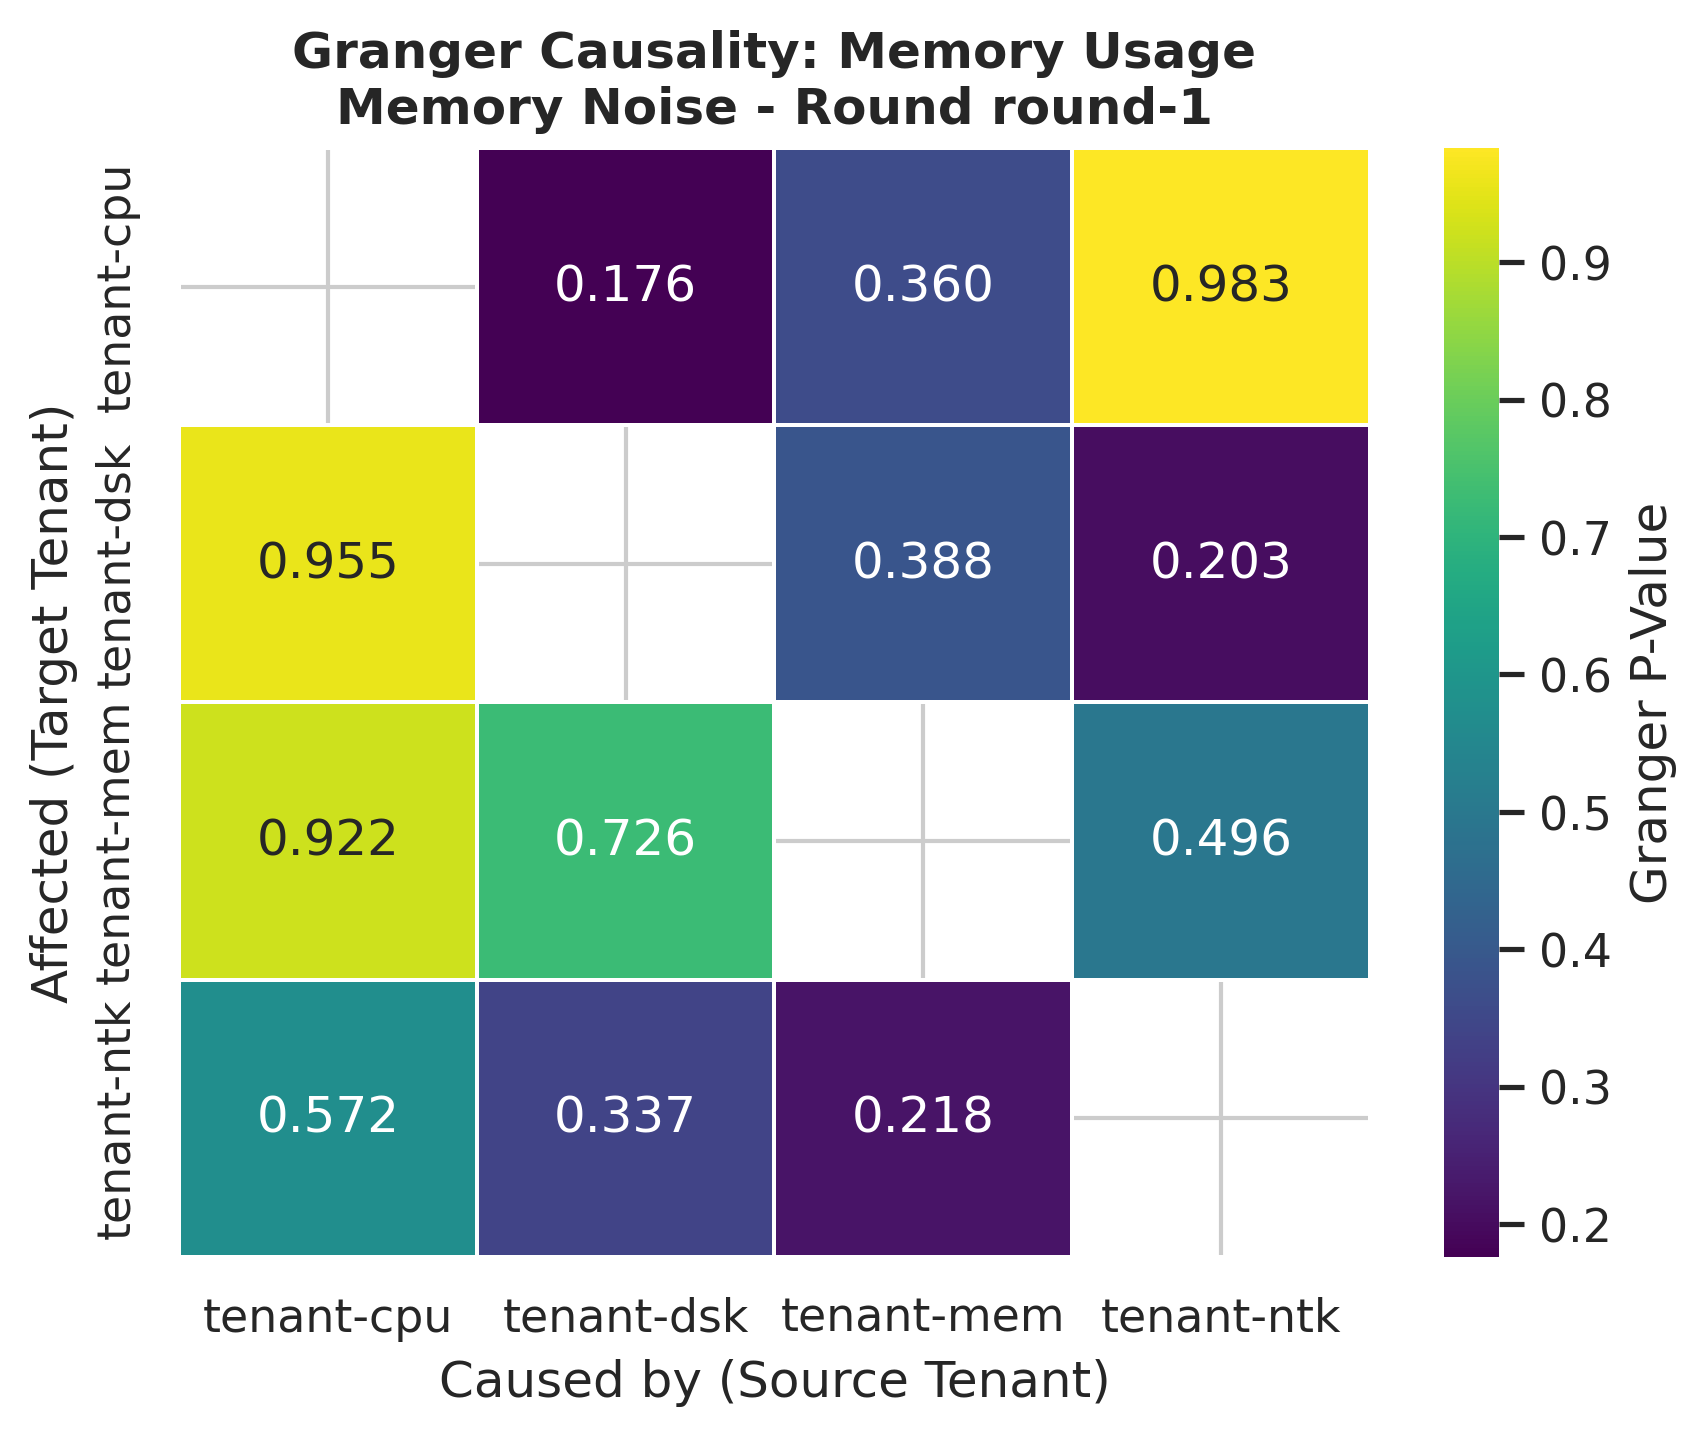 Granger Causality: Memory Usage
Memory Noise - Round round-1
Affected (Target Tenant)
tenant-cpu
0.176 0.360 0.983
tenant-dsk
0.955 0.388 0.203
tenant-mem
0.922 0.726 0.496
tenant-ntk
0.572 0.337 0.218
tenant-cpu tenant-dsk tenant-mem tenant-ntk
Caused by (Source Tenant)
0.9
0.8
0.7
0.6
0.5
0.4
0.3
0.2
Granger P-Value